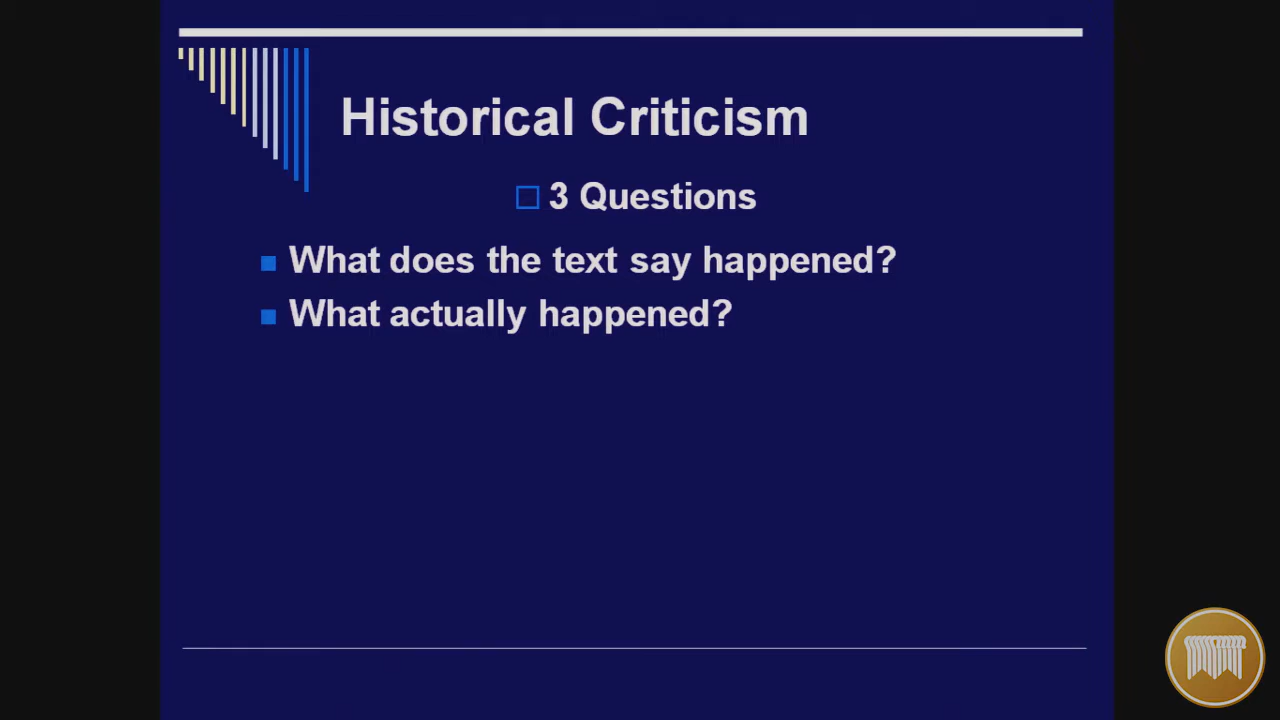 Historical Criticism
3 Questions
What does the text say happened?
What actually happened?